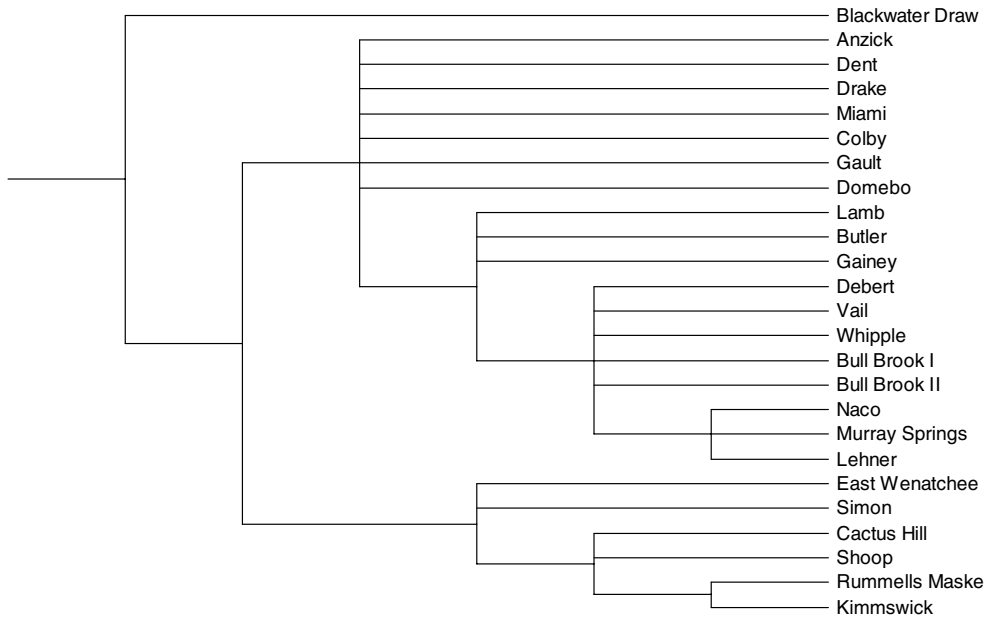 Blackwater Draw
Anzick
Dent
Drake
Miami
Colby
Gault
Domebo
Lamb
Butler
Gainey
Debert
Vail
Whipple
Bull Brook I
Bull Brook II
Naco
Murray Springs
Lehner
East Wenatchee
Simon
Cactus Hill
Shoop
Rummells Maske
Kimmswick